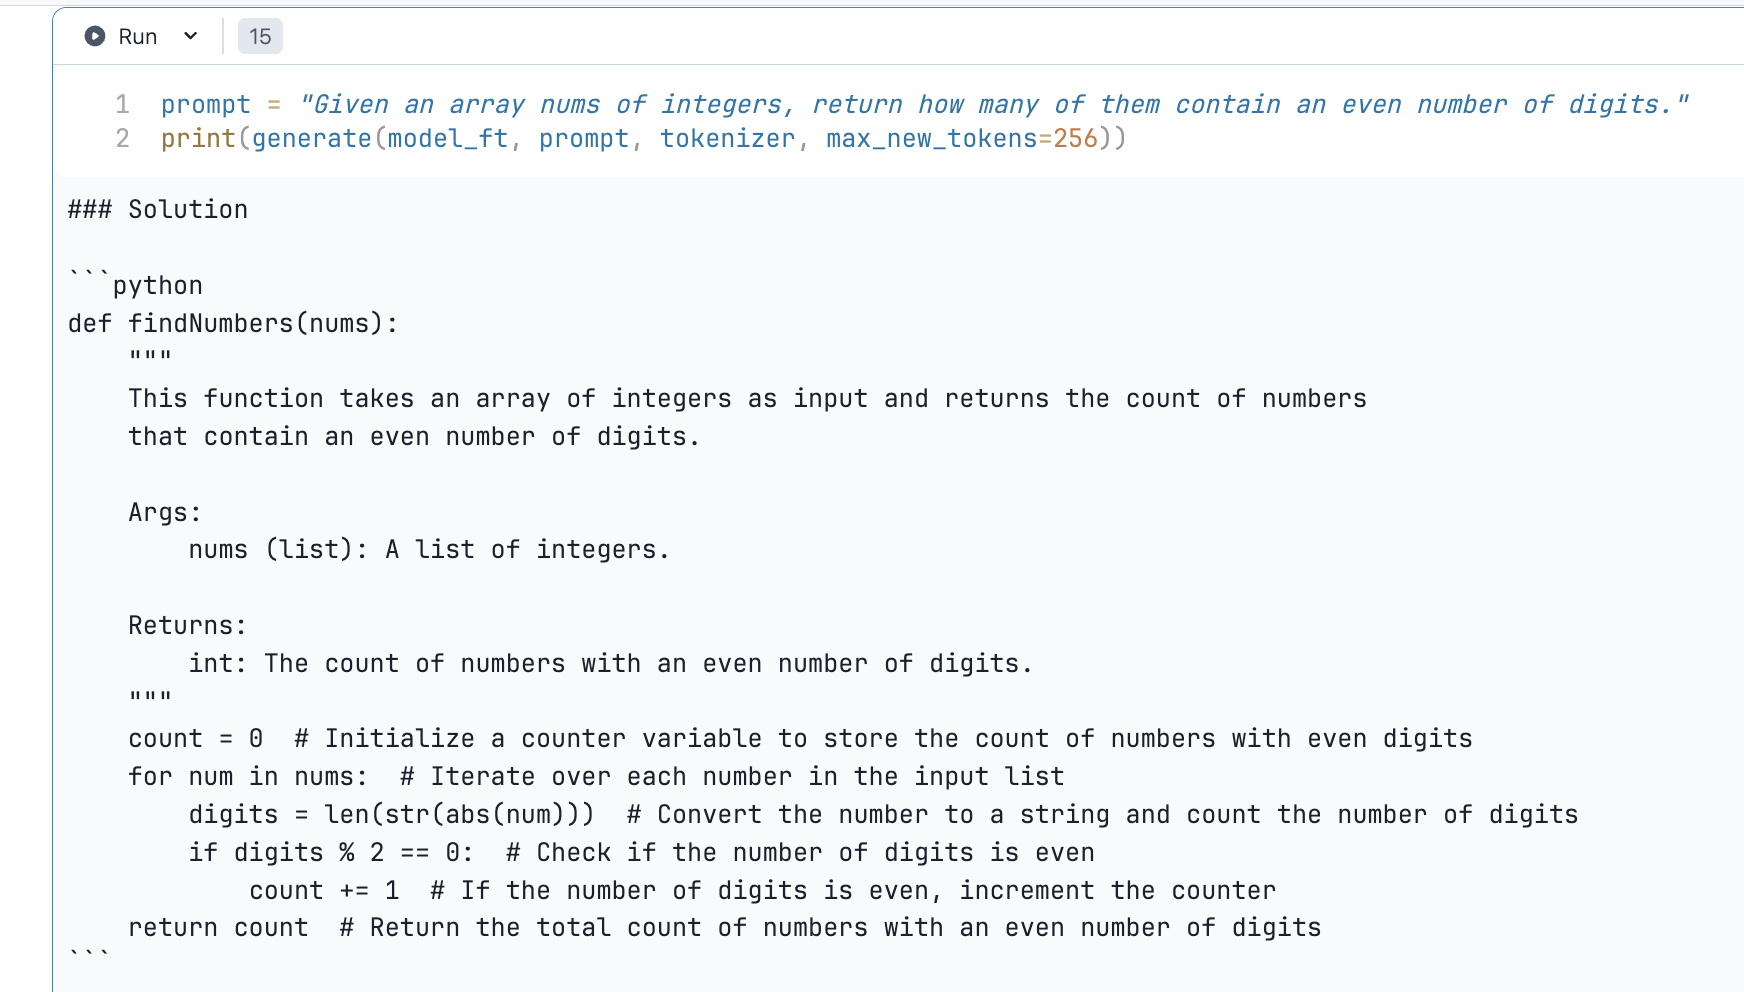 Run 15
1 prompt = "Given an array nums of integers, return how many of them contain an even number of digits."
2 print(generate(model_ft, prompt, tokenizer, max_new_tokens=256))
### Solution
```python
def findNumbers(nums):
    """
    This function takes an array of integers as input and returns the count of numbers
    that contain an even number of digits.
    Args:
        nums (list): A list of integers.
    Returns:
        int: The count of numbers with an even number of digits.
    """
    count = 0  # Initialize a counter variable to store the count of numbers with even digits
    for num in nums:  # Iterate over each number in the input list
        digits = len(str(abs(num)))  # Convert the number to a string and count the number of digits
        if digits % 2 == 0:  # Check if the number of digits is even
            count += 1  # If the number of digits is even, increment the counter
    return count  # Return the total count of numbers with an even number of digits
```